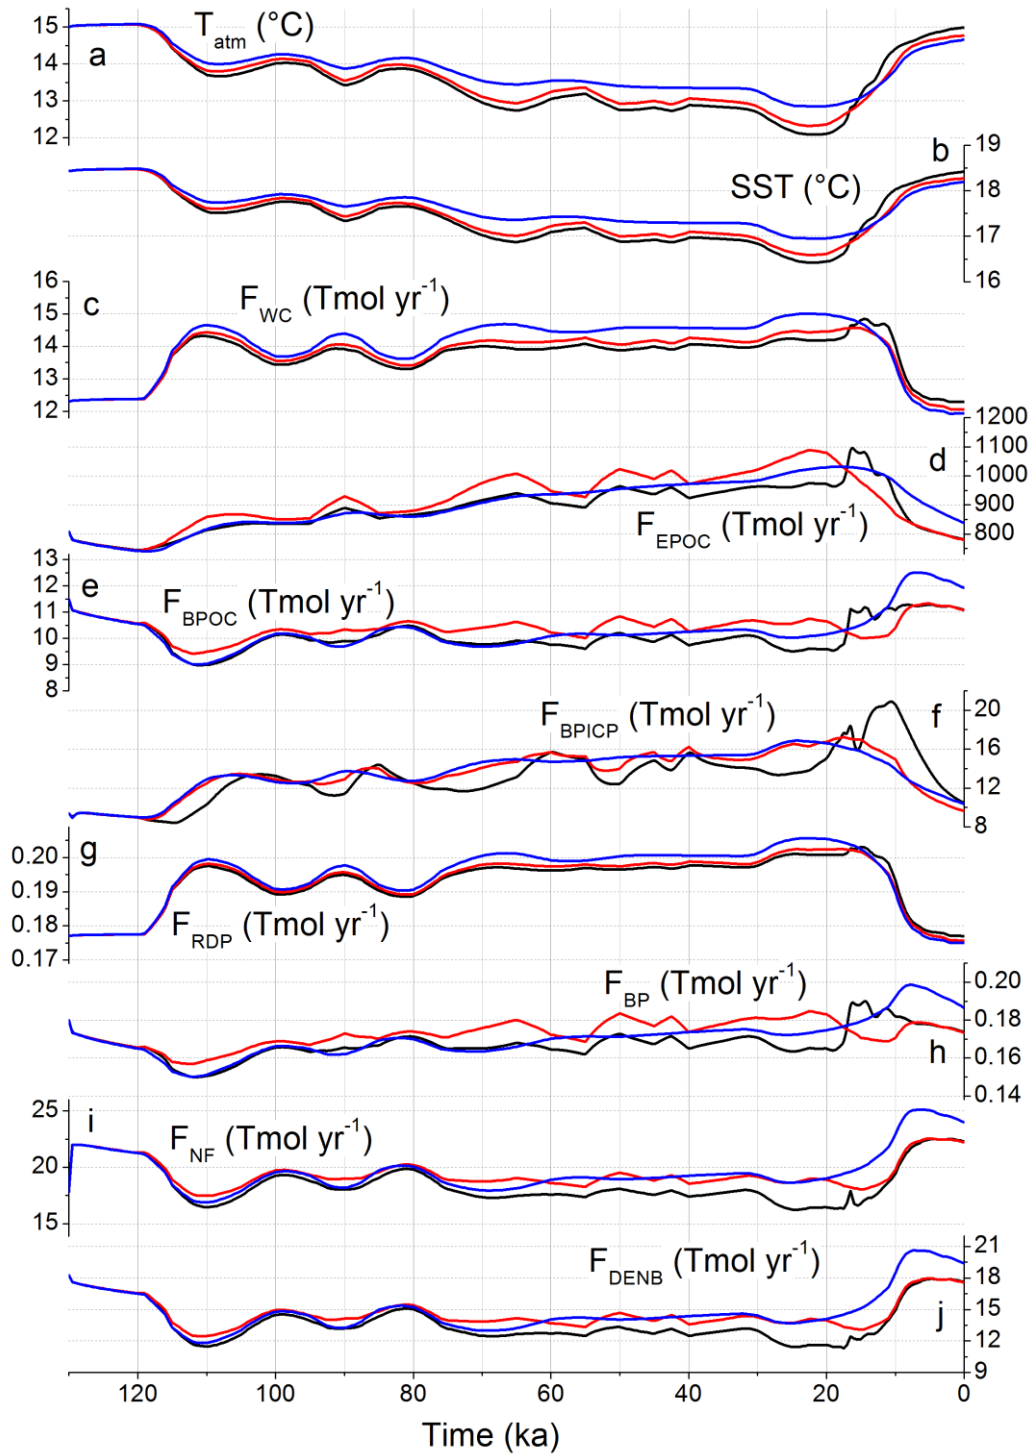 15
14
13
12
a
T_atm (°C)
b
19
18
17
16
SST (°C)
16
15
14
13
12
c
F_WC (Tmol yr⁻¹)
1200
1100
1000
900
800
d
F_EPOC (Tmol yr⁻¹)
13
12
11
10
9
8
e
F_BPOC (Tmol yr⁻¹)
F_BPICP (Tmol yr⁻¹)
f
20
16
12
8
0.20
0.19
0.18
0.17
g
F_RDP (Tmol yr⁻¹)
F_BP (Tmol yr⁻¹)
0.20
0.18
0.16
0.14
h
25
20
15
i
F_NF (Tmol yr⁻¹)
F_DENB (Tmol yr⁻¹)
21
18
15
12
9
j
120 100 80 60 40 20 0
Time (ka)